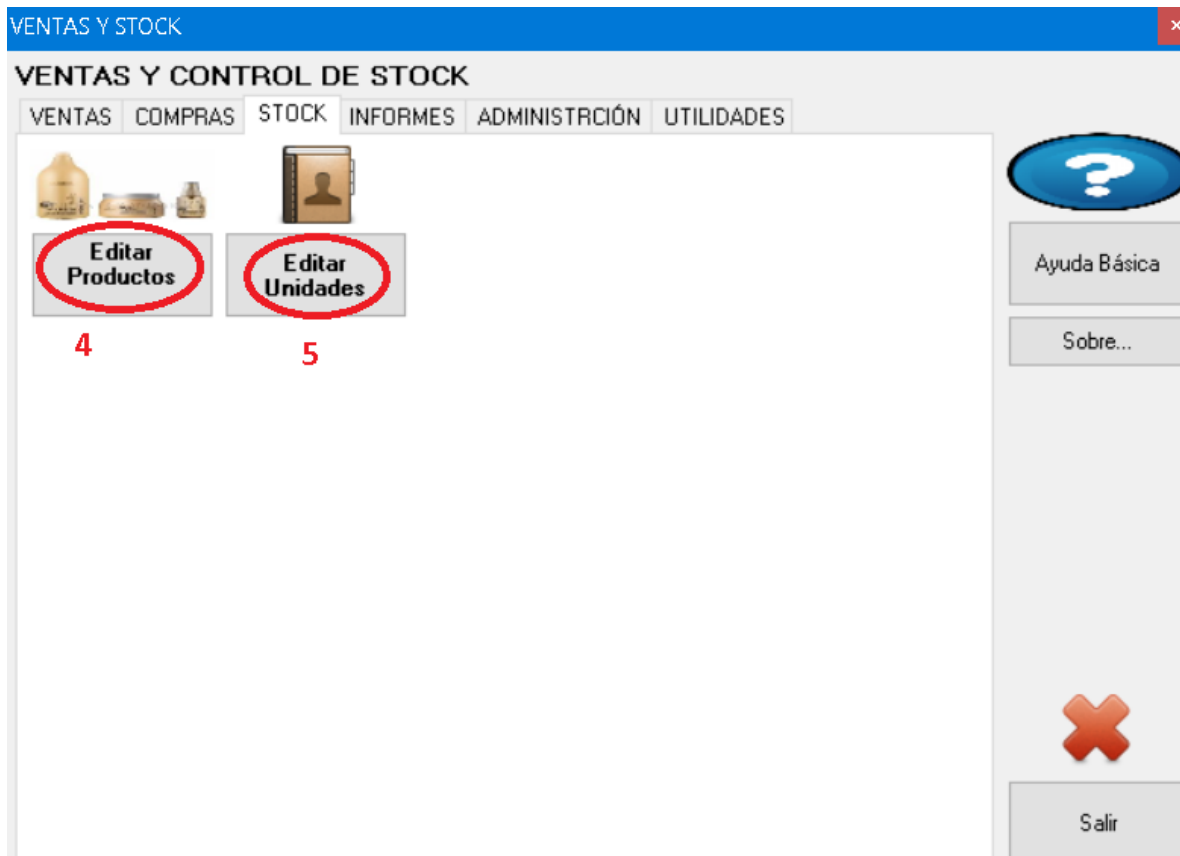 VENTAS Y STOCK
VENTAS Y CONTROL DE STOCK
VENTAS COMPRAS STOCK INFORMES ADMINISTRCIÓN UTILIDADES
Editar
Productos
Editar
Unidades
4
5
Ayuda Básica
Sobre...
Salir